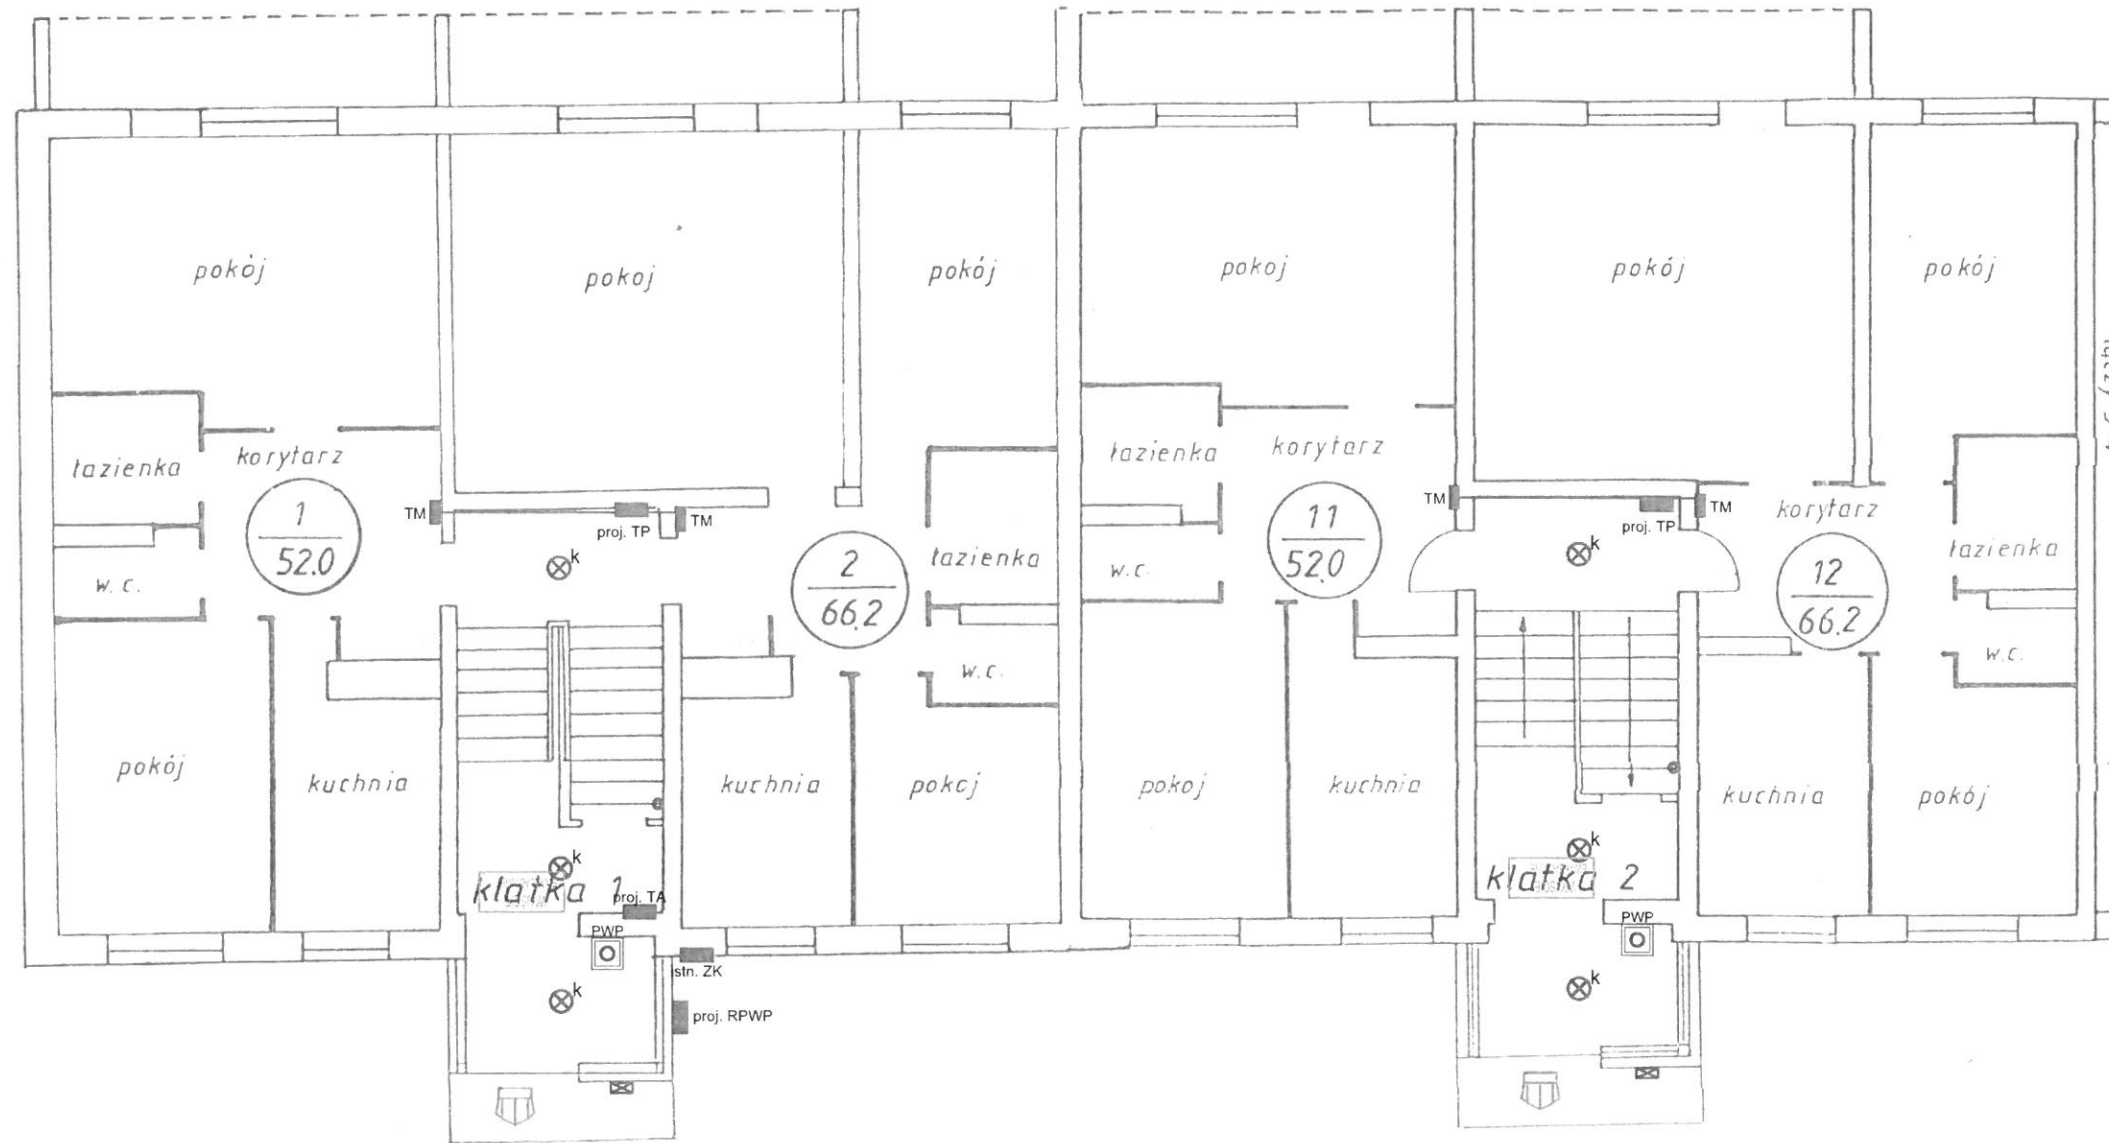 pokój
pokoj
pokój
pokoj
pokój
pokój
łazienka
korytarz
1
52.0
w.c.
TM
proj. TP
TM
k
2
66.2
łazienka
w.c.
łazienka
korytarz
11
52.0
w.c.
TM
proj. TP
TM
k
korytarz
12
66.2
łazienka
w.c.
pokój
kuchnia
kuchnia
pokoj
pokoj
kuchnia
kuchnia
pokój
k
klatka 1
proj. TA
PWP
istn. ZK
k
proj. RPWP
k
klatka 2
PWP
k